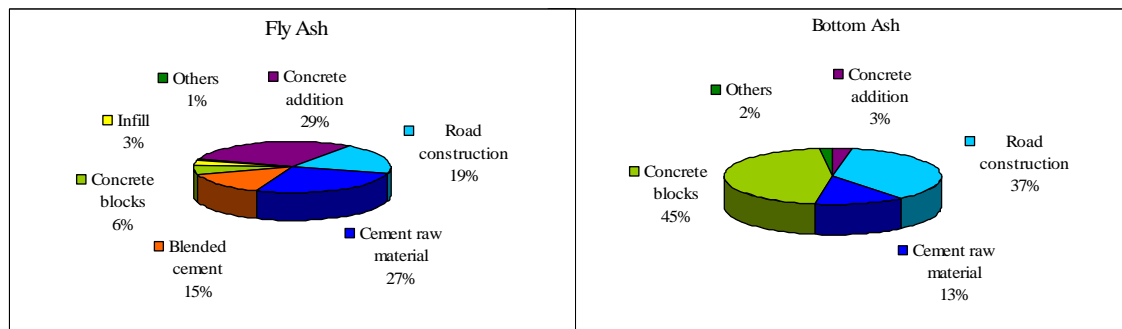 Fly Ash
Others
1%
Concrete
addition
29%
Infill
3%
Road
construction
19%
Concrete
blocks
6%
Blended
cement
15%
Cement raw
material
27%
Bottom Ash
Others
2%
Concrete
addition
3%
Road
construction
37%
Concrete
blocks
45%
Cement raw
material
13%